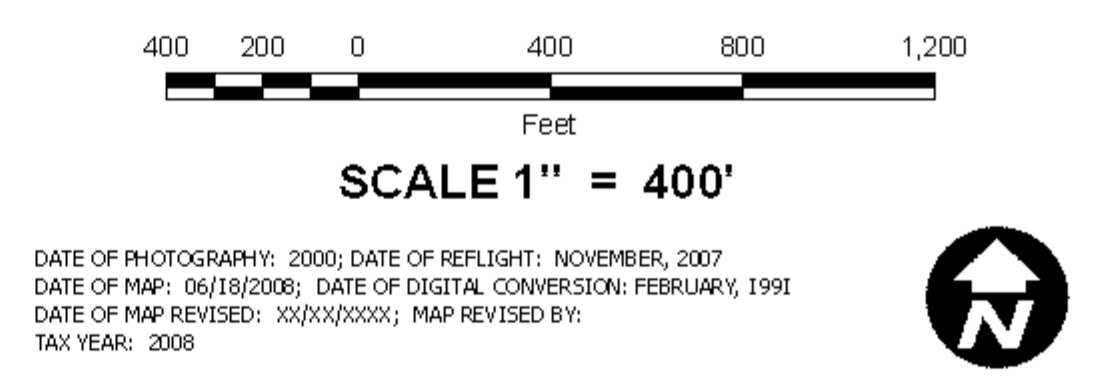 400 200 0 400 800 1,200
Feet
SCALE 1" = 400'
DATE OF PHOTOGRAPHY: 2000; DATE OF REFLIGHT: NOVEMBER, 2007
DATE OF MAP: 06/18/2008; DATE OF DIGITAL CONVERSION: FEBRUARY, 1991
DATE OF MAP REVISED: XX/XX/XXXX; MAP REVISED BY:
TAX YEAR: 2008
N